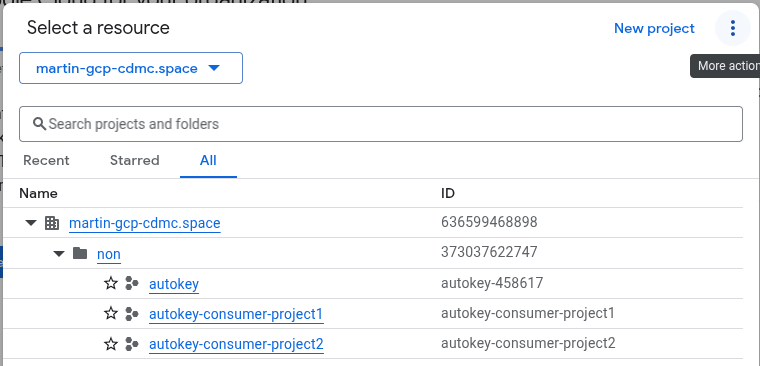 Select a resource
New project
martin-gcp-cdmc.space
More action
Search projects and folders
Recent Starred All
Name ID
martin-gcp-cdmc.space 636599468898
non 373037622747
autokey autokey-458617
autokey-consumer-project1 autokey-consumer-project1
autokey-consumer-project2 autokey-consumer-project2